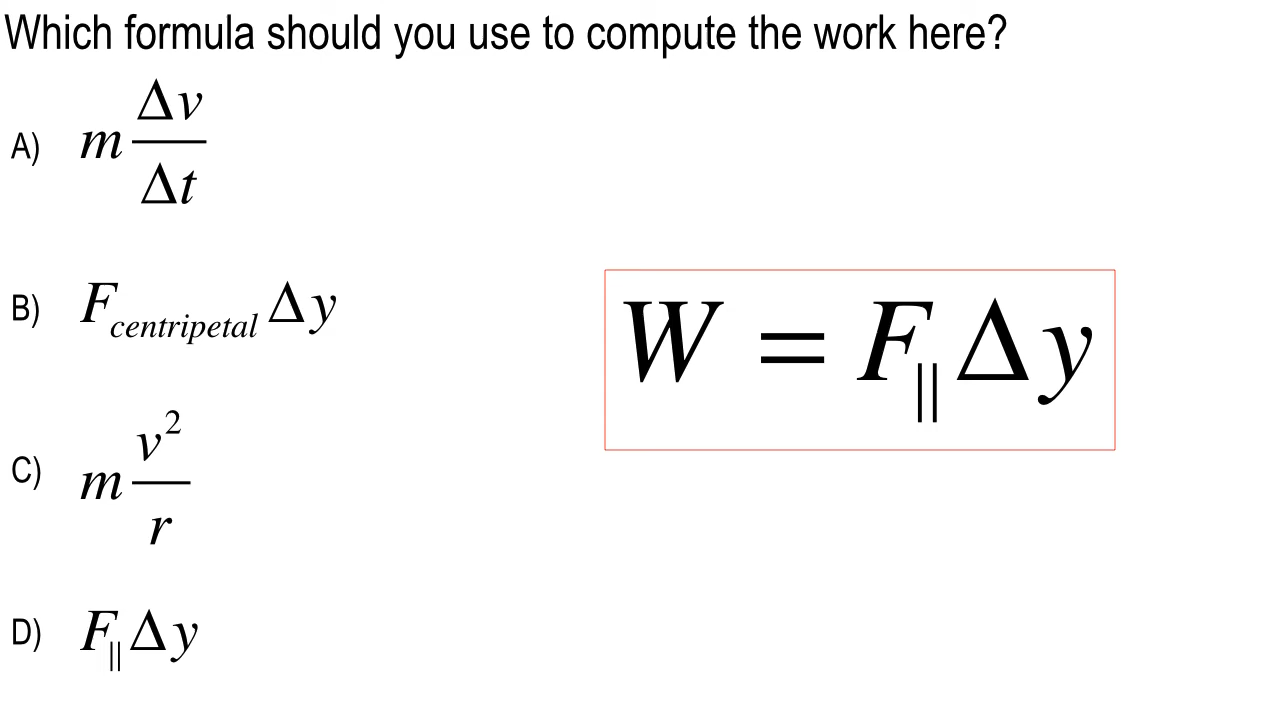 Which formula should you use to compute the work here?
A) m Δv/Δt
B) F_centripetal Δy
C) m v²/r
D) F_|| Δy
W = F_|| Δy